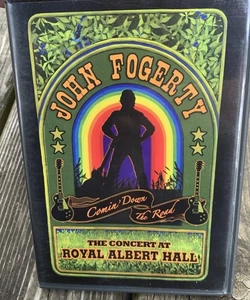 JOHN FOGERTY
Comin' Down
the Road
THE CONCERT AT
ROYAL ALBERT HALL